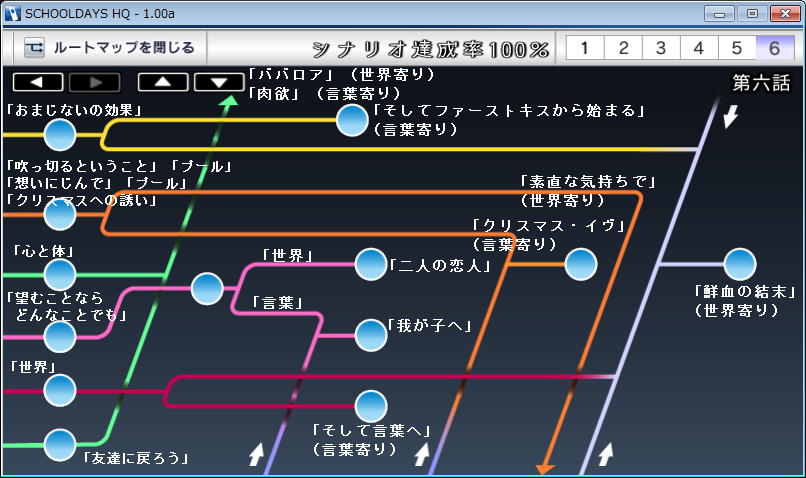 SCHOOLDAYS HQ - 1.00a
ルートマップを閉じる
シナリオ達成率100%
1 2 3 4 5 6
第六話
「ババロア」（世界寄り）
「肉欲」（言葉寄り）
「おまじないの効果」
「そしてファーストキスから始まる」
（言葉寄り）
「吹っ切るということ」「プール」
「想いにじんで」「プール」
「クリスマスへの誘い」
「素直な気持ちで」
（世界寄り）
「クリスマス・イヴ」
（言葉寄り）
「心と体」
「世界」
「二人の恋人」
「望むことなら
どんなことでも」
「言葉」
「我が子へ」
「鮮血の結末」
（世界寄り）
「世界」
「そして言葉へ」
（言葉寄り）
「友達に戻ろう」